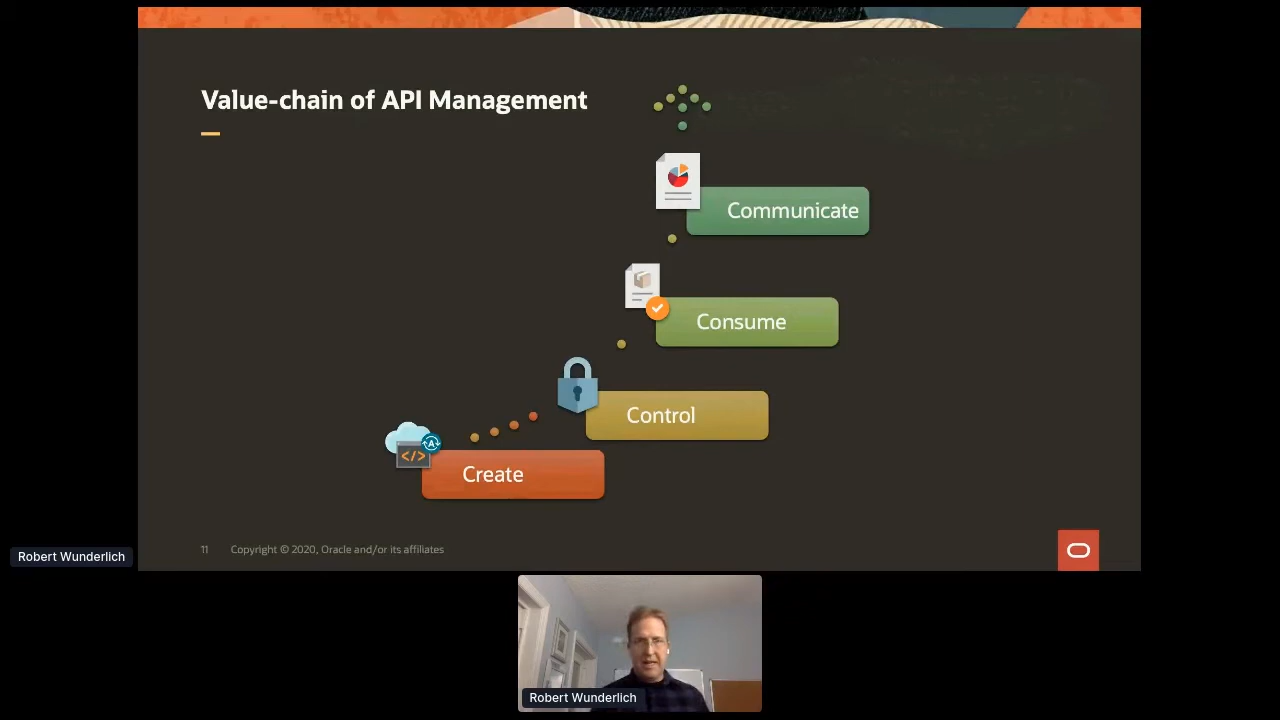 Value-chain of API Management
Communicate
Consume
Control
A
</>
Create
11 Copyright © 2020, Oracle and/or its affiliates
Robert Wunderlich
Robert Wunderlich